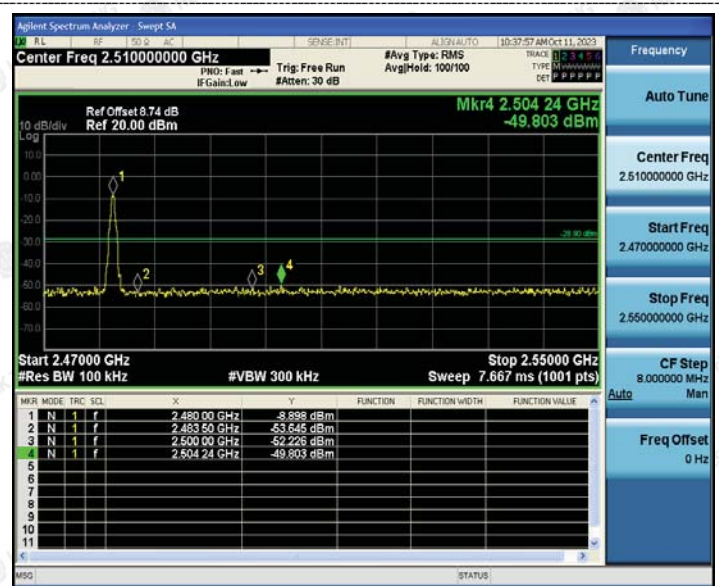 Agilent Spectrum Analyzer - Swept SA
RL RF 50 Ω AC SENSE:INT ALIGNAUTO 10:37:57 AM Oct 11, 2023
Center Freq 2.510000000 GHz
PNO: Fast
IFGain:Low
Trig: Free Run
#Atten: 30 dB
#Avg Type: RMS
Avg|Hold: 100/100
TRACE 1 2 3 4 5 6
TYPE M W W W W W
DET P P P P P P
Frequency
Auto Tune
Center Freq
2.510000000 GHz
Start Freq
2.470000000 GHz
Stop Freq
2.550000000 GHz
CF Step
8.000000 MHz
Auto Man
Freq Offset
0 Hz
Mkr4 2.504 24 GHz
-49.803 dBm
Ref Offset 8.74 dB
10 dB/div Ref 20.00 dBm
Log
10.0
0.00
-10.0
-20.0
-30.0
-40.0
-50.0
-60.0
-70.0
1
2
3
4
-28.90 dBm
Start 2.47000 GHz Stop 2.55000 GHz
#Res BW 100 kHz #VBW 300 kHz Sweep 7.667 ms (1001 pts)
MKR MODE TRC SCL X Y FUNCTION FUNCTION WIDTH FUNCTION VALUE
1 N 1 f 2.480 00 GHz -8.898 dBm
2 N 1 f 2.483 50 GHz -53.645 dBm
3 N 1 f 2.500 00 GHz -52.226 dBm
4 N 1 f 2.504 24 GHz -49.803 dBm
5
6
7
8
9
10
11
MSG STATUS